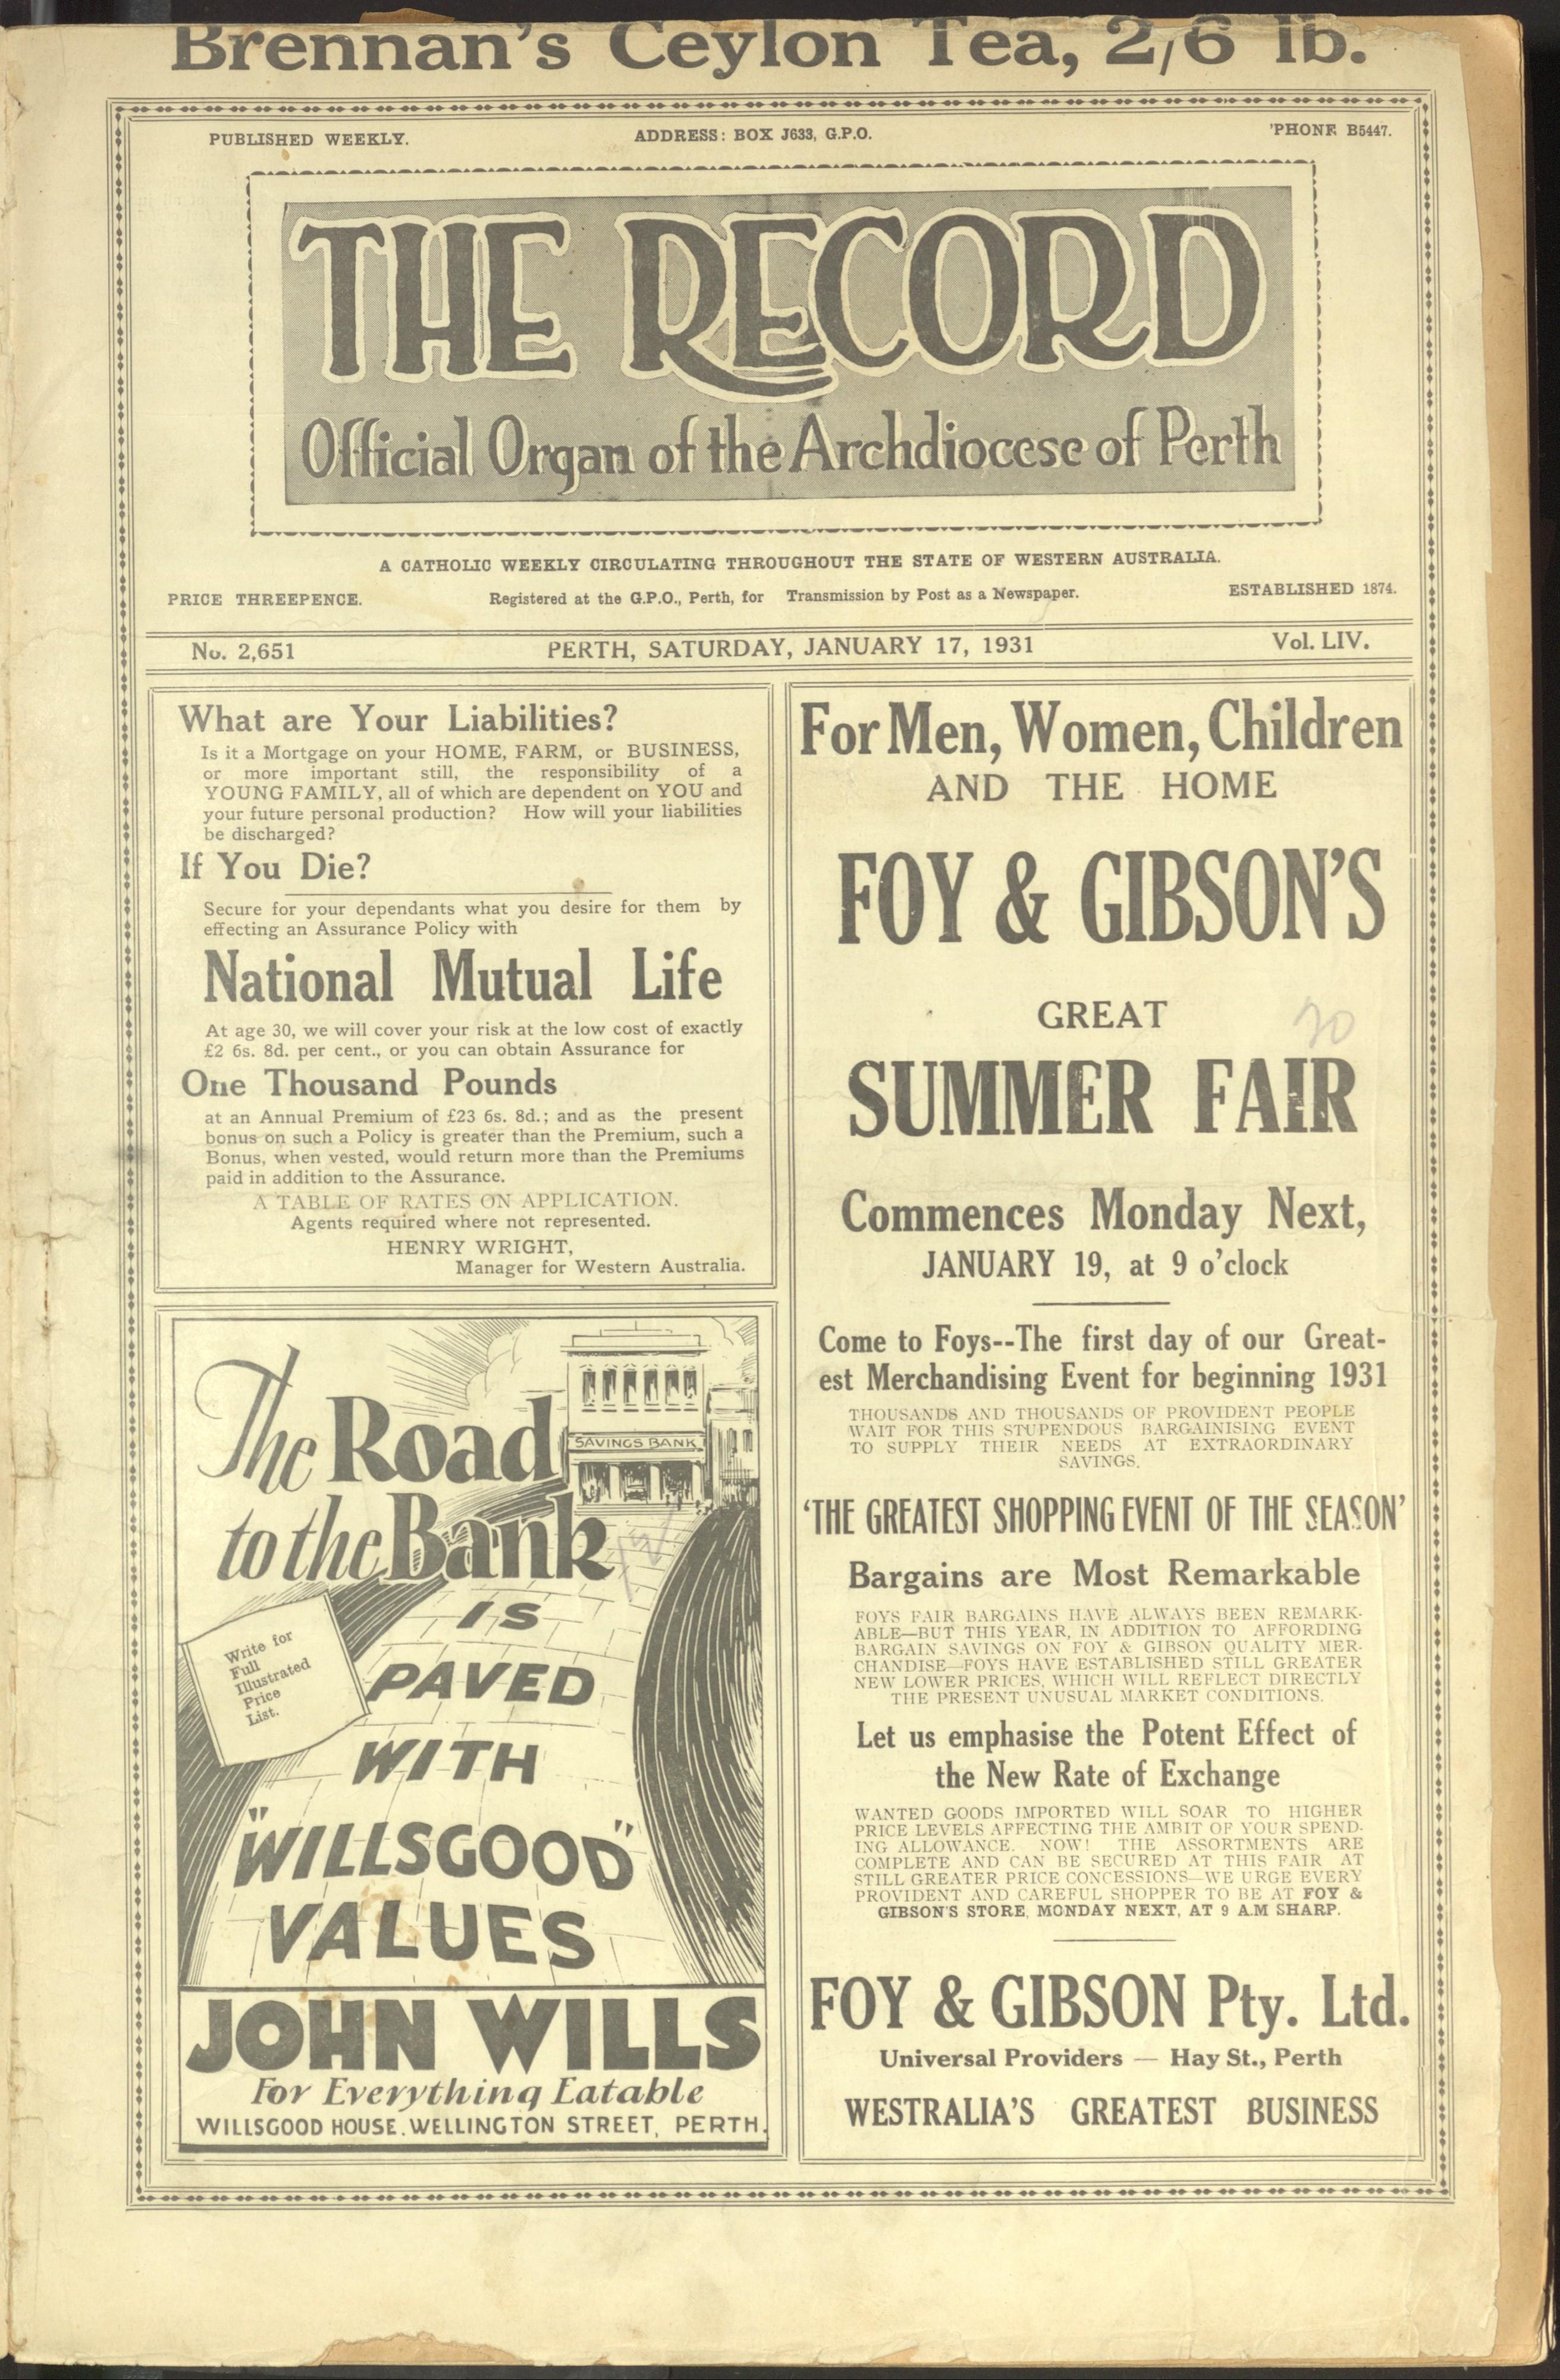 Brennan's Ceylon Tea, 2/6 lb.
PUBLISHED WEEKLY.
ADDRESS: BOX J633, G.P.O.
'PHONE B5447.
THE RECORD
Official Organ of the Archdiocese of Perth
A CATHOLIC WEEKLY CIRCULATING THROUGHOUT THE STATE OF WESTERN AUSTRALIA.
PRICE THREEPENCE.
Registered at the G.P.O., Perth, for Transmission by Post as a Newspaper.
ESTABLISHED 1874.
No. 2,651
PERTH, SATURDAY, JANUARY 17, 1931
Vol. LIV.
What are Your Liabilities?
Is it a Mortgage on your HOME, FARM, or BUSINESS,
or more important still, the responsibility of a
YOUNG FAMILY, all of which are dependent on YOU and
your future personal production? How will your liabilities
be discharged?
If You Die?
Secure for your dependants what you desire for them by
effecting an Assurance Policy with
National Mutual Life
At age 30, we will cover your risk at the low cost of exactly
£2 6s. 8d. per cent., or you can obtain Assurance for
One Thousand Pounds
at an Annual Premium of £23 6s. 8d.; and as the present
bonus on such a Policy is greater than the Premium, such a
Bonus, when vested, would return more than the Premiums
paid in addition to the Assurance.
A TABLE OF RATES ON APPLICATION.
Agents required where not represented.
HENRY WRIGHT,
Manager for Western Australia.
The Road
SAVINGS BANK
to the Bank
IS
PAVED
WITH
"WILLSGOOD"
VALUES
Write for
Full
Illustrated
Price
List.
JOHN WILLS
For Everything Eatable
WILLSGOOD HOUSE, WELLINGTON STREET, PERTH.
For Men, Women, Children
AND THE HOME
FOY & GIBSON'S
GREAT
20
SUMMER FAIR
Commences Monday Next,
JANUARY 19, at 9 o'clock
Come to Foys--The first day of our Great-
est Merchandising Event for beginning 1931
THOUSANDS AND THOUSANDS OF PROVIDENT PEOPLE
WAIT FOR THIS STUPENDOUS BARGAINISING EVENT
TO SUPPLY THEIR NEEDS AT EXTRAORDINARY
SAVINGS.
'THE GREATEST SHOPPING EVENT OF THE SEASON'
Bargains are Most Remarkable
FOYS FAIR BARGAINS HAVE ALWAYS BEEN REMARK-
ABLE—BUT THIS YEAR, IN ADDITION TO AFFORDING
BARGAIN SAVINGS ON FOY & GIBSON QUALITY MER-
CHANDISE—FOYS HAVE ESTABLISHED STILL GREATER
NEW LOWER PRICES, WHICH WILL REFLECT DIRECTLY
THE PRESENT UNUSUAL MARKET CONDITIONS.
Let us emphasise the Potent Effect of
the New Rate of Exchange
WANTED GOODS IMPORTED WILL SOAR TO HIGHER
PRICE LEVELS AFFECTING THE AMBIT OF YOUR SPEND-
ING ALLOWANCE. NOW! THE ASSORTMENTS ARE
COMPLETE AND CAN BE SECURED AT THIS FAIR AT
STILL GREATER PRICE CONCESSIONS—WE URGE EVERY
PROVIDENT AND CAREFUL SHOPPER TO BE AT FOY &
GIBSON'S STORE, MONDAY NEXT, AT 9 A.M SHARP.
FOY & GIBSON Pty. Ltd.
Universal Providers — Hay St., Perth
WESTRALIA'S GREATEST BUSINESS